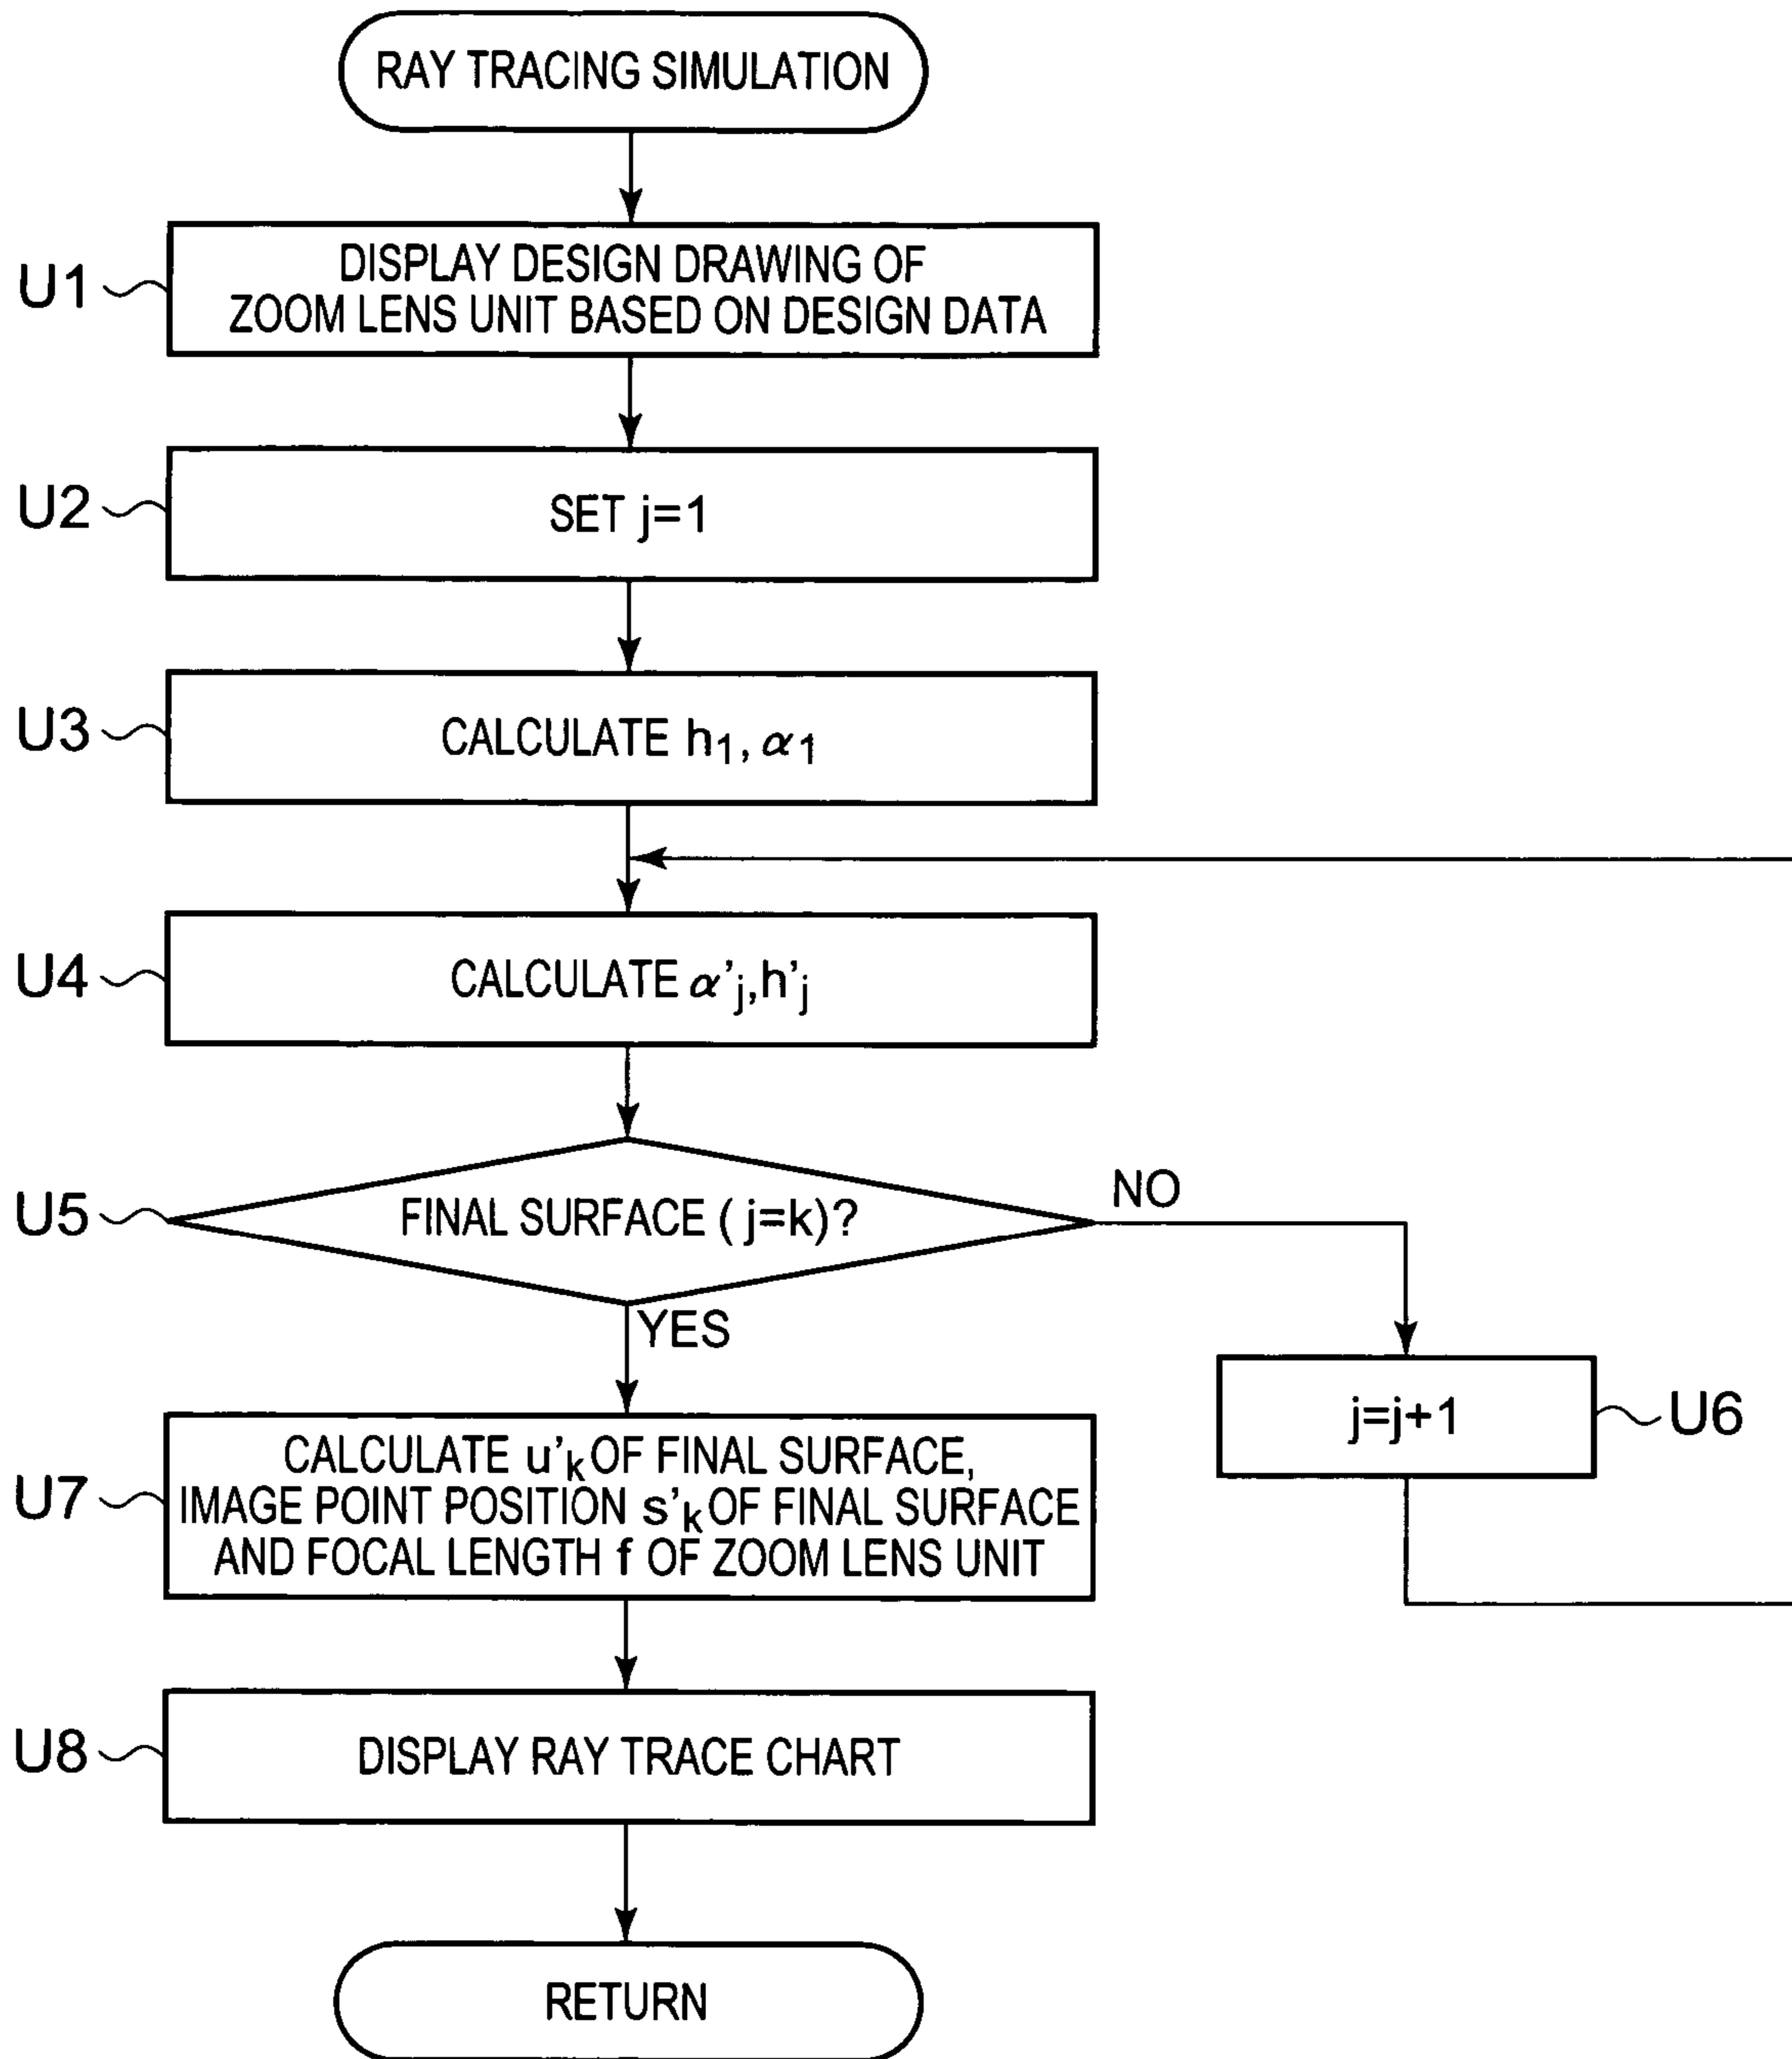 RAY TRACING SIMULATION
U1
DISPLAY DESIGN DRAWING OF
ZOOM LENS UNIT BASED ON DESIGN DATA
U2
SET j=1
U3
CALCULATE h₁, α₁
U4
CALCULATE α'ⱼ,h'ⱼ
U5
FINAL SURFACE ( j=k)?
NO
YES
j=j+1
U6
U7
CALCULATE u'ₖ OF FINAL SURFACE,
IMAGE POINT POSITION s'ₖ OF FINAL SURFACE
AND FOCAL LENGTH f OF ZOOM LENS UNIT
U8
DISPLAY RAY TRACE CHART
RETURN